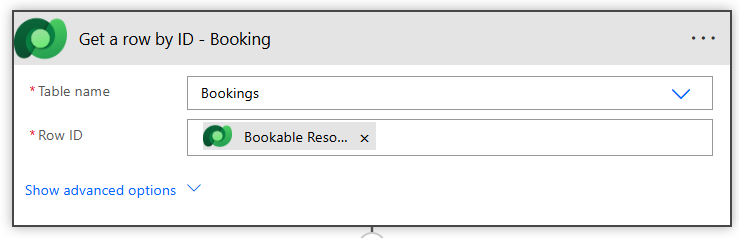 Get a row by ID - Booking
* Table name
Bookings
* Row ID
Bookable Reso...
Show advanced options